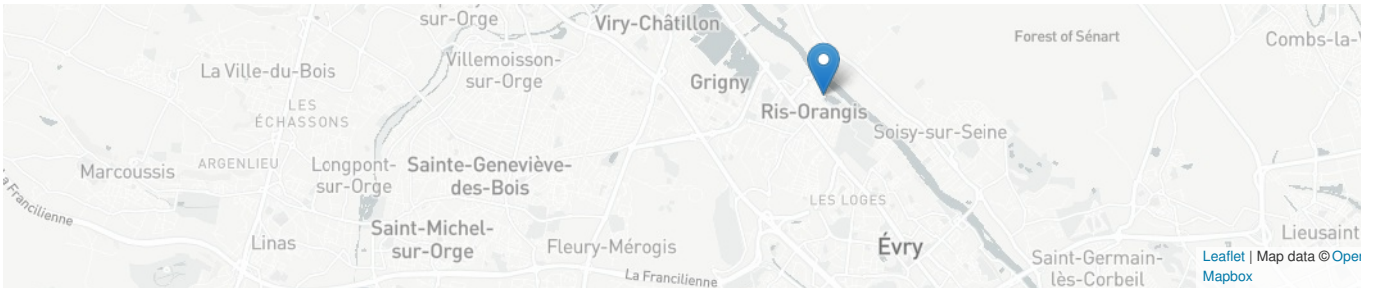 sur-Orge
Viry-Châtillon
Forest of Sénart
Combs-la-V
La Ville-du-Bois
Villemoisson-
sur-Orge
Grigny
LES
ÉCHASSONS
Ris-Orangis
Soisy-sur-Seine
Marcoussis
ARGENLIEU
Longpont-
sur-Orge
Sainte-Geneviève-
des-Bois
La Francilienne
LES LOGES
Saint-Michel-
sur-Orge
Linas
Fleury-Mérogis
Évry
Lieusaint
Saint-Germain-
lès-Corbeil
La Francilienne
Leaflet | Map data © Oper
Mapbox